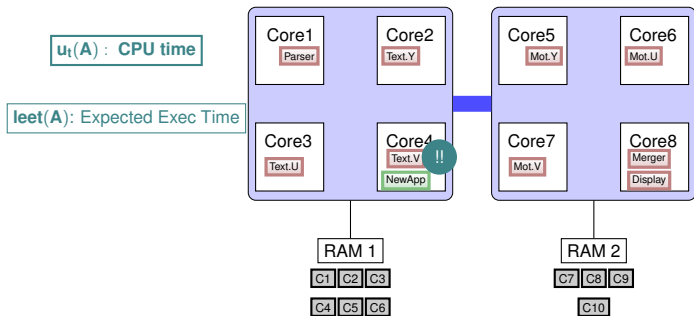 Core1 Core2 Core5 Core6
u_t(A) : CPU time
Parser Text.Y Mot.Y Mot.U
leet(A): Expected Exec Time
Core3 Core4 Core7 Core8
Text.U Text.V !! Mot.V Merger
NewApp Display
RAM 1 RAM 2
C1 C2 C3 C7 C8 C9
C4 C5 C6 C10